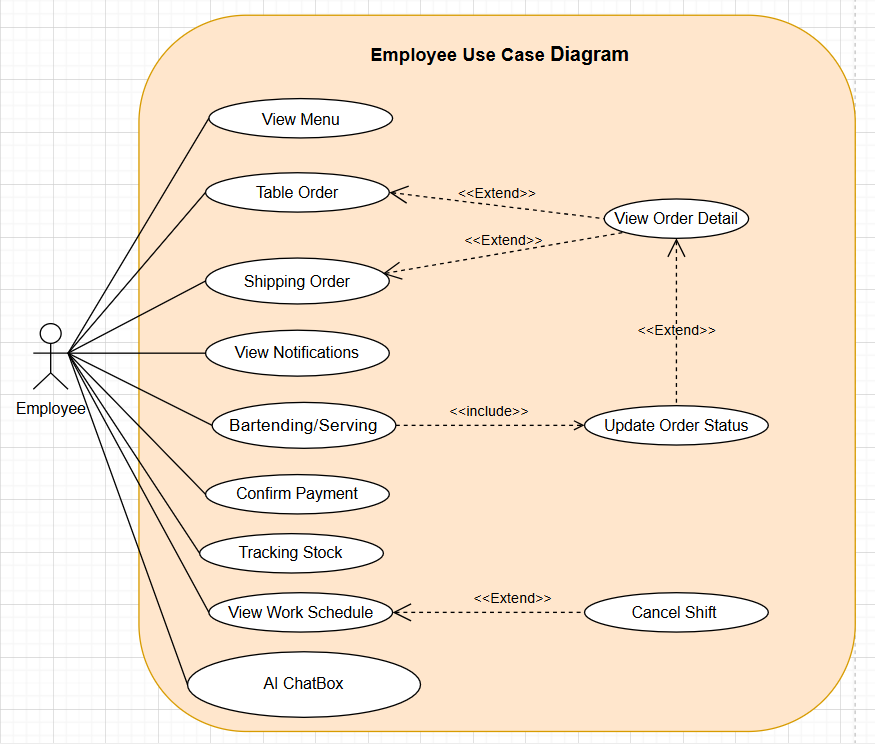 Employee Use Case Diagram
View Menu
Table Order
<<Extend>>
View Order Detail
<<Extend>>
Shipping Order
<<Extend>>
View Notifications
Employee
<<include>>
Bartending/Serving
Update Order Status
Confirm Payment
Tracking Stock
<<Extend>>
View Work Schedule
Cancel Shift
AI ChatBox